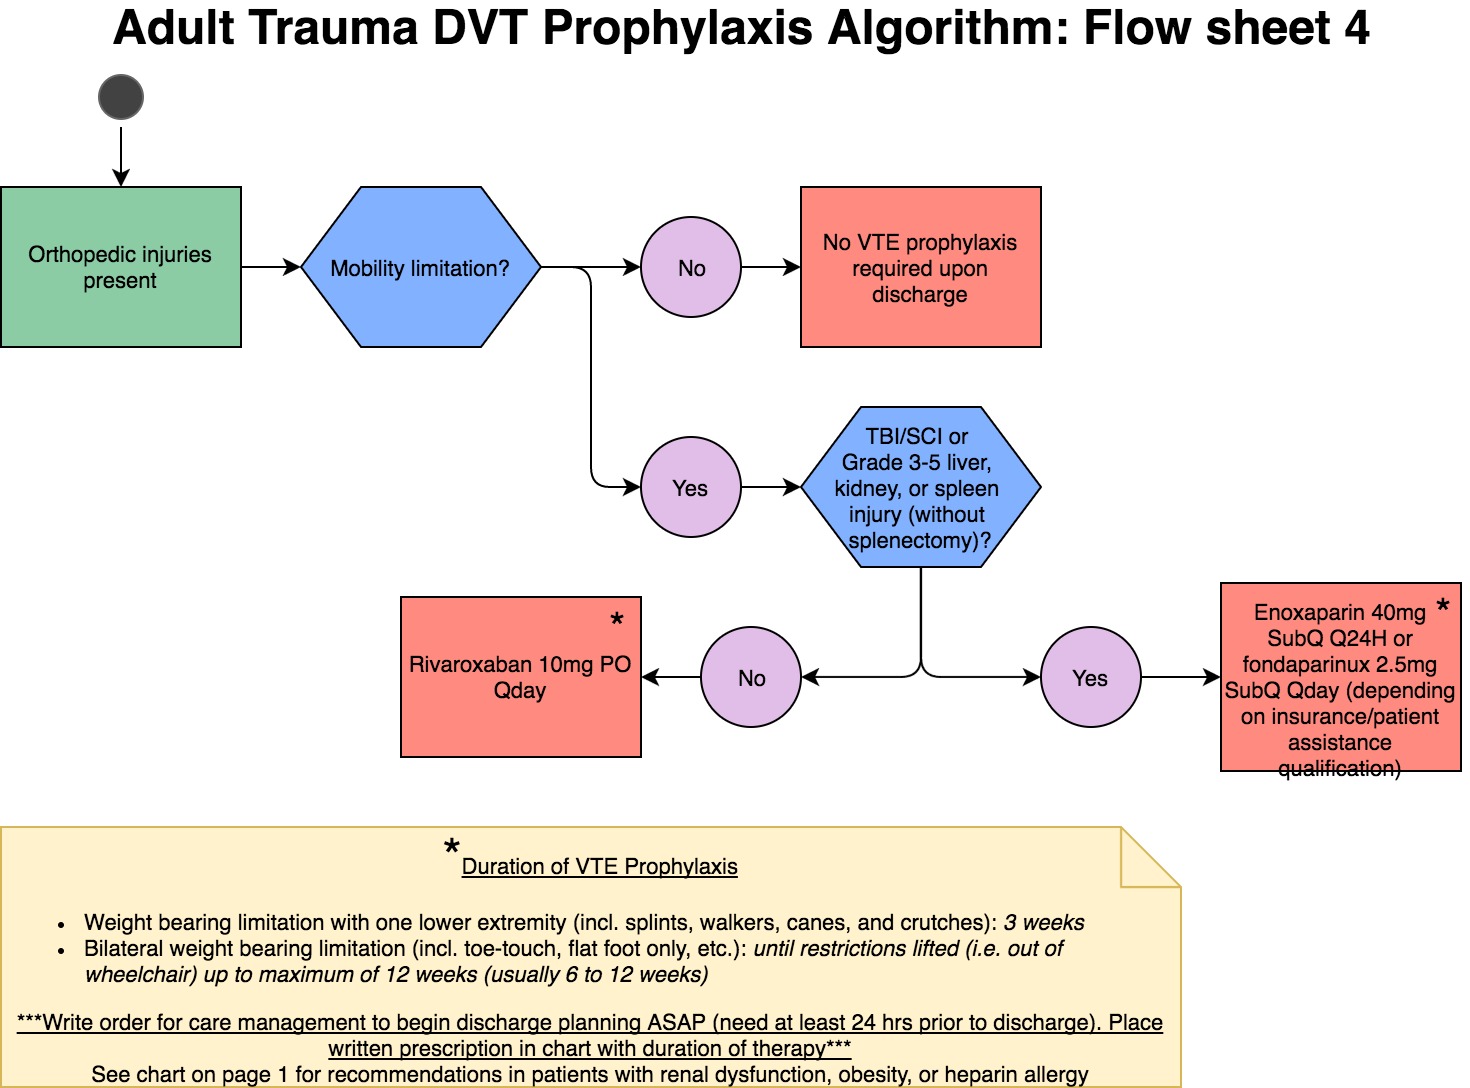 Adult Trauma DVT Prophylaxis Algorithm: Flow sheet 4
Orthopedic injuries
present
Mobility limitation?
No
No VTE prophylaxis
required upon
discharge
Yes
TBI/SCI or
Grade 3-5 liver,
kidney, or spleen
injury (without
splenectomy)?
*
Rivaroxaban 10mg PO
Qday
No
Yes
Enoxaparin 40mg *
SubQ Q24H or
fondaparinux 2.5mg
SubQ Qday (depending
on insurance/patient
assistance
qualification)
*Duration of VTE Prophylaxis
• Weight bearing limitation with one lower extremity (incl. splints, walkers, canes, and crutches): 3 weeks
• Bilateral weight bearing limitation (incl. toe-touch, flat foot only, etc.): until restrictions lifted (i.e. out of
wheelchair) up to maximum of 12 weeks (usually 6 to 12 weeks)
***Write order for care management to begin discharge planning ASAP (need at least 24 hrs prior to discharge). Place
written prescription in chart with duration of therapy***
See chart on page 1 for recommendations in patients with renal dysfunction, obesity, or heparin allergy